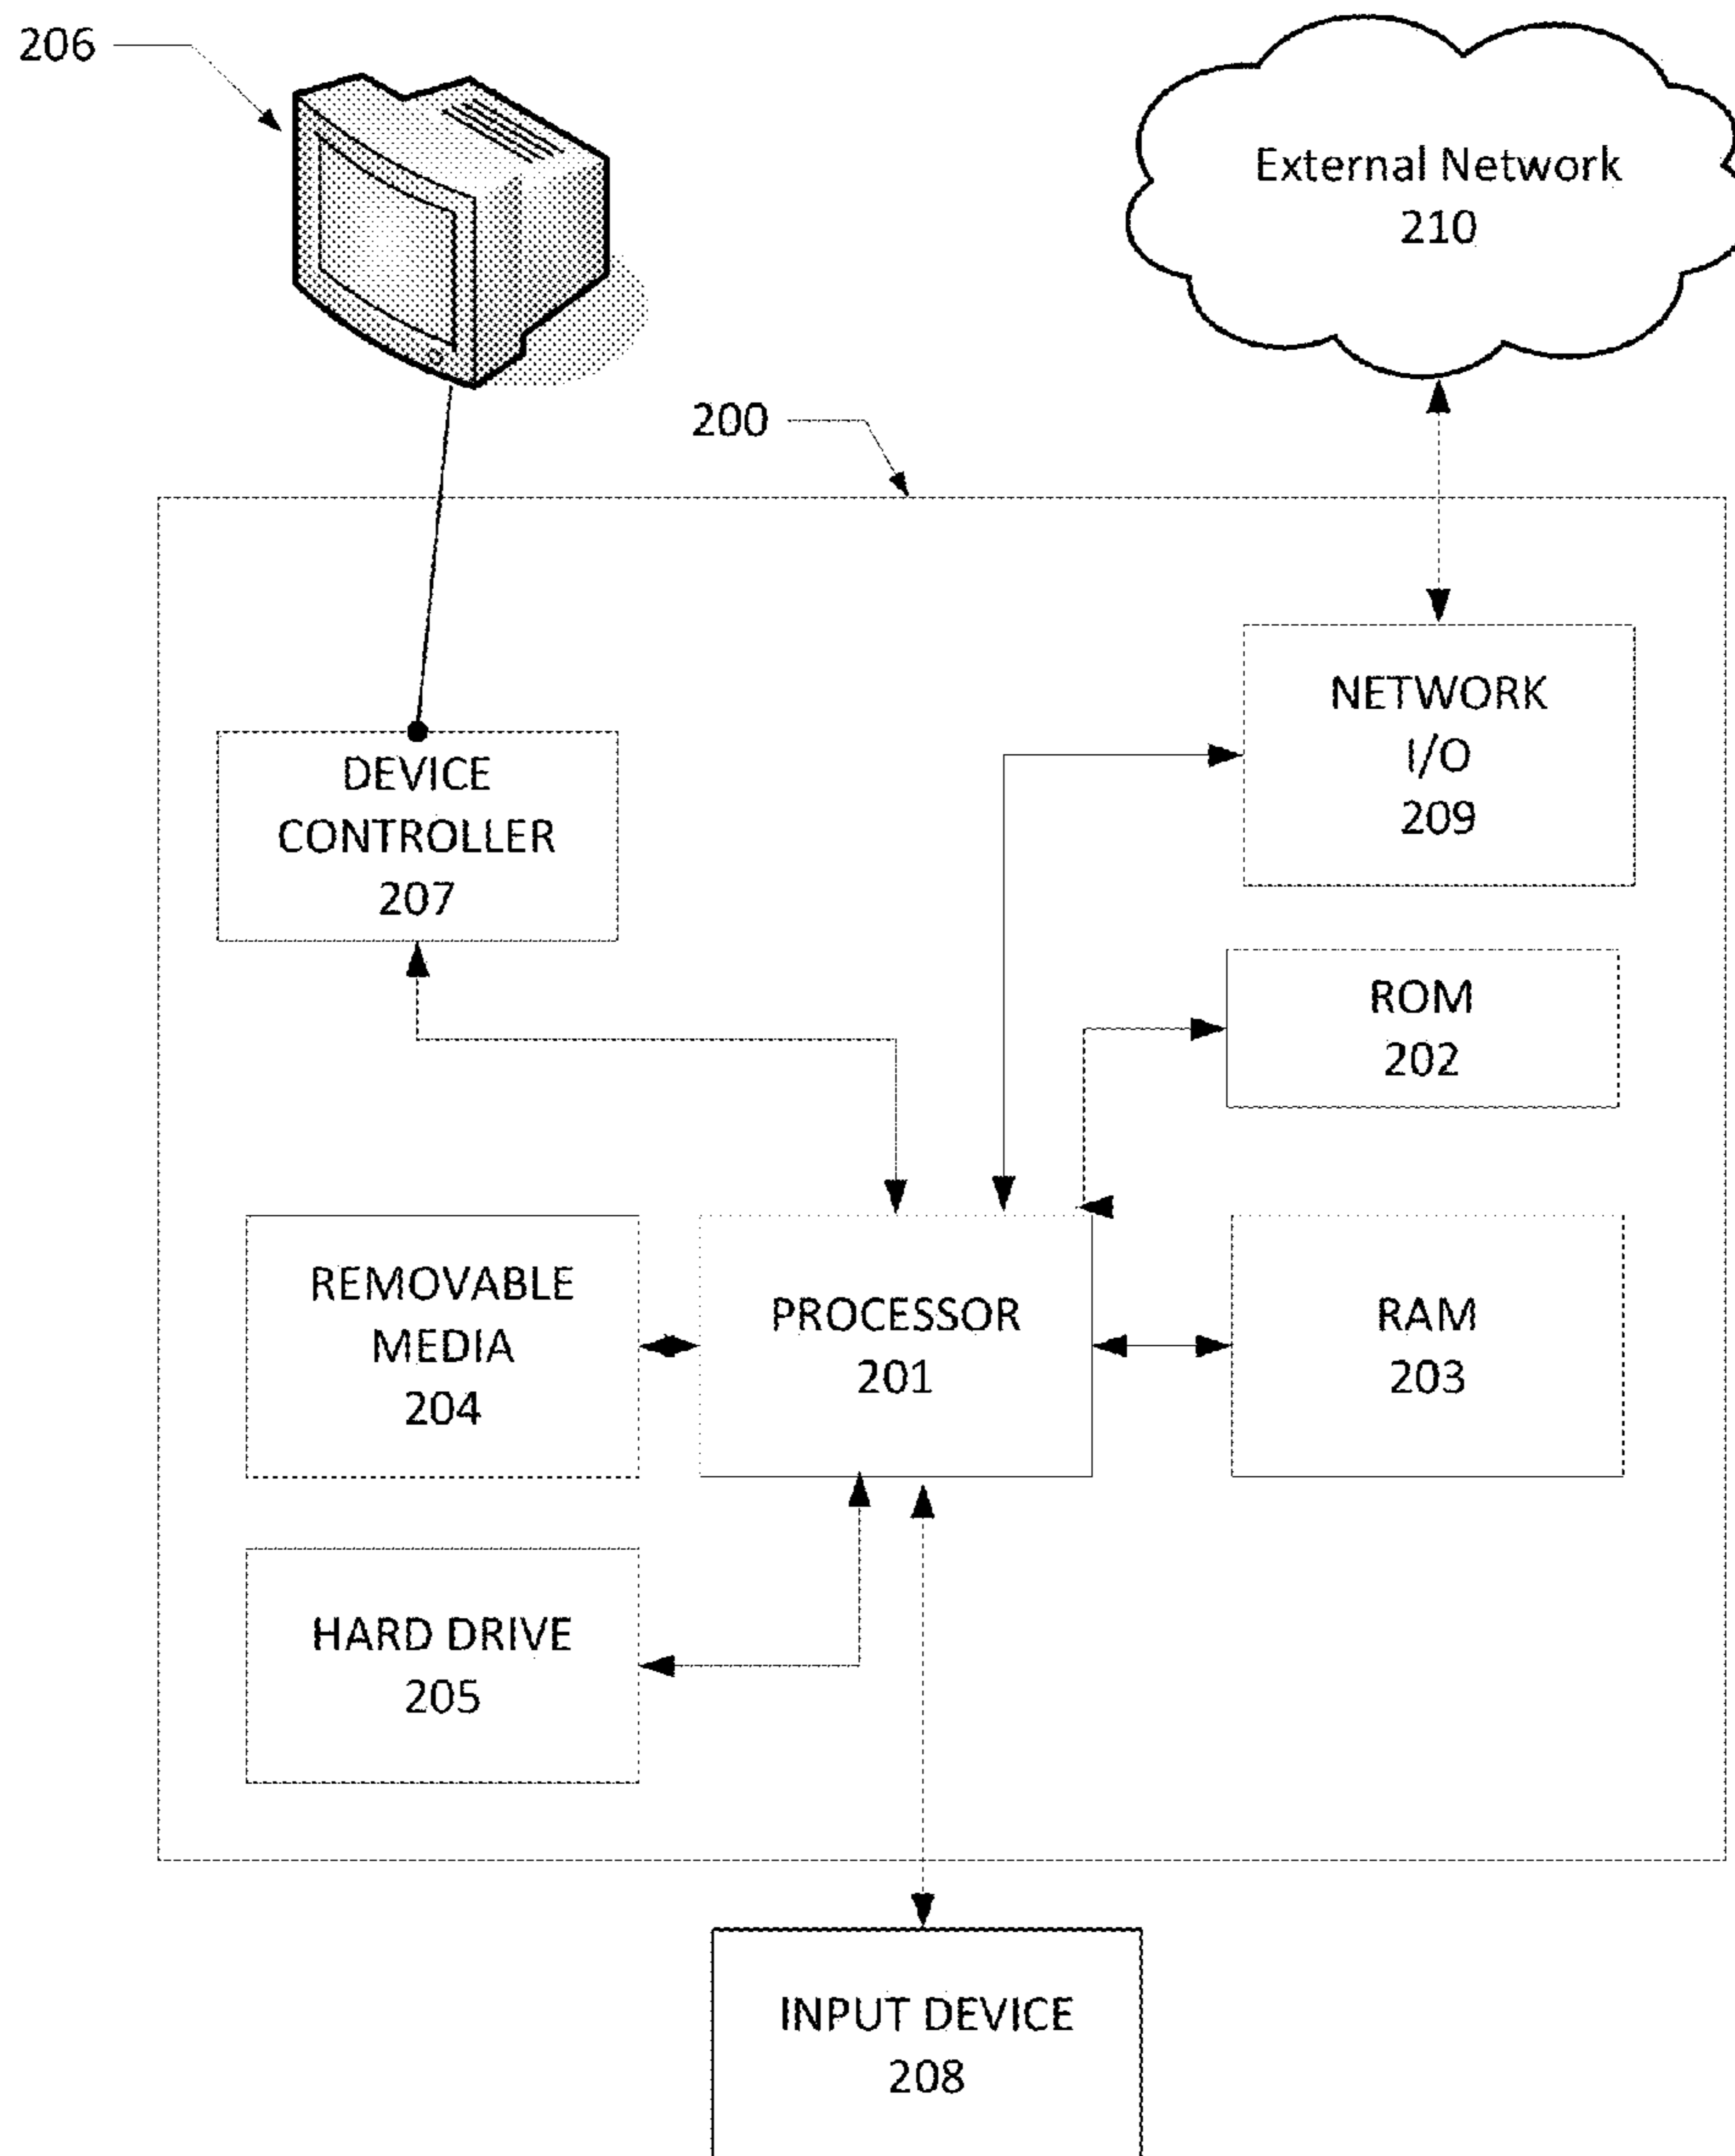 206
External Network
210
200
NETWORK
I/O
209
DEVICE
CONTROLLER
207
ROM
202
REMOVABLE
MEDIA
204
PROCESSOR
201
RAM
203
HARD DRIVE
205
INPUT DEVICE
208